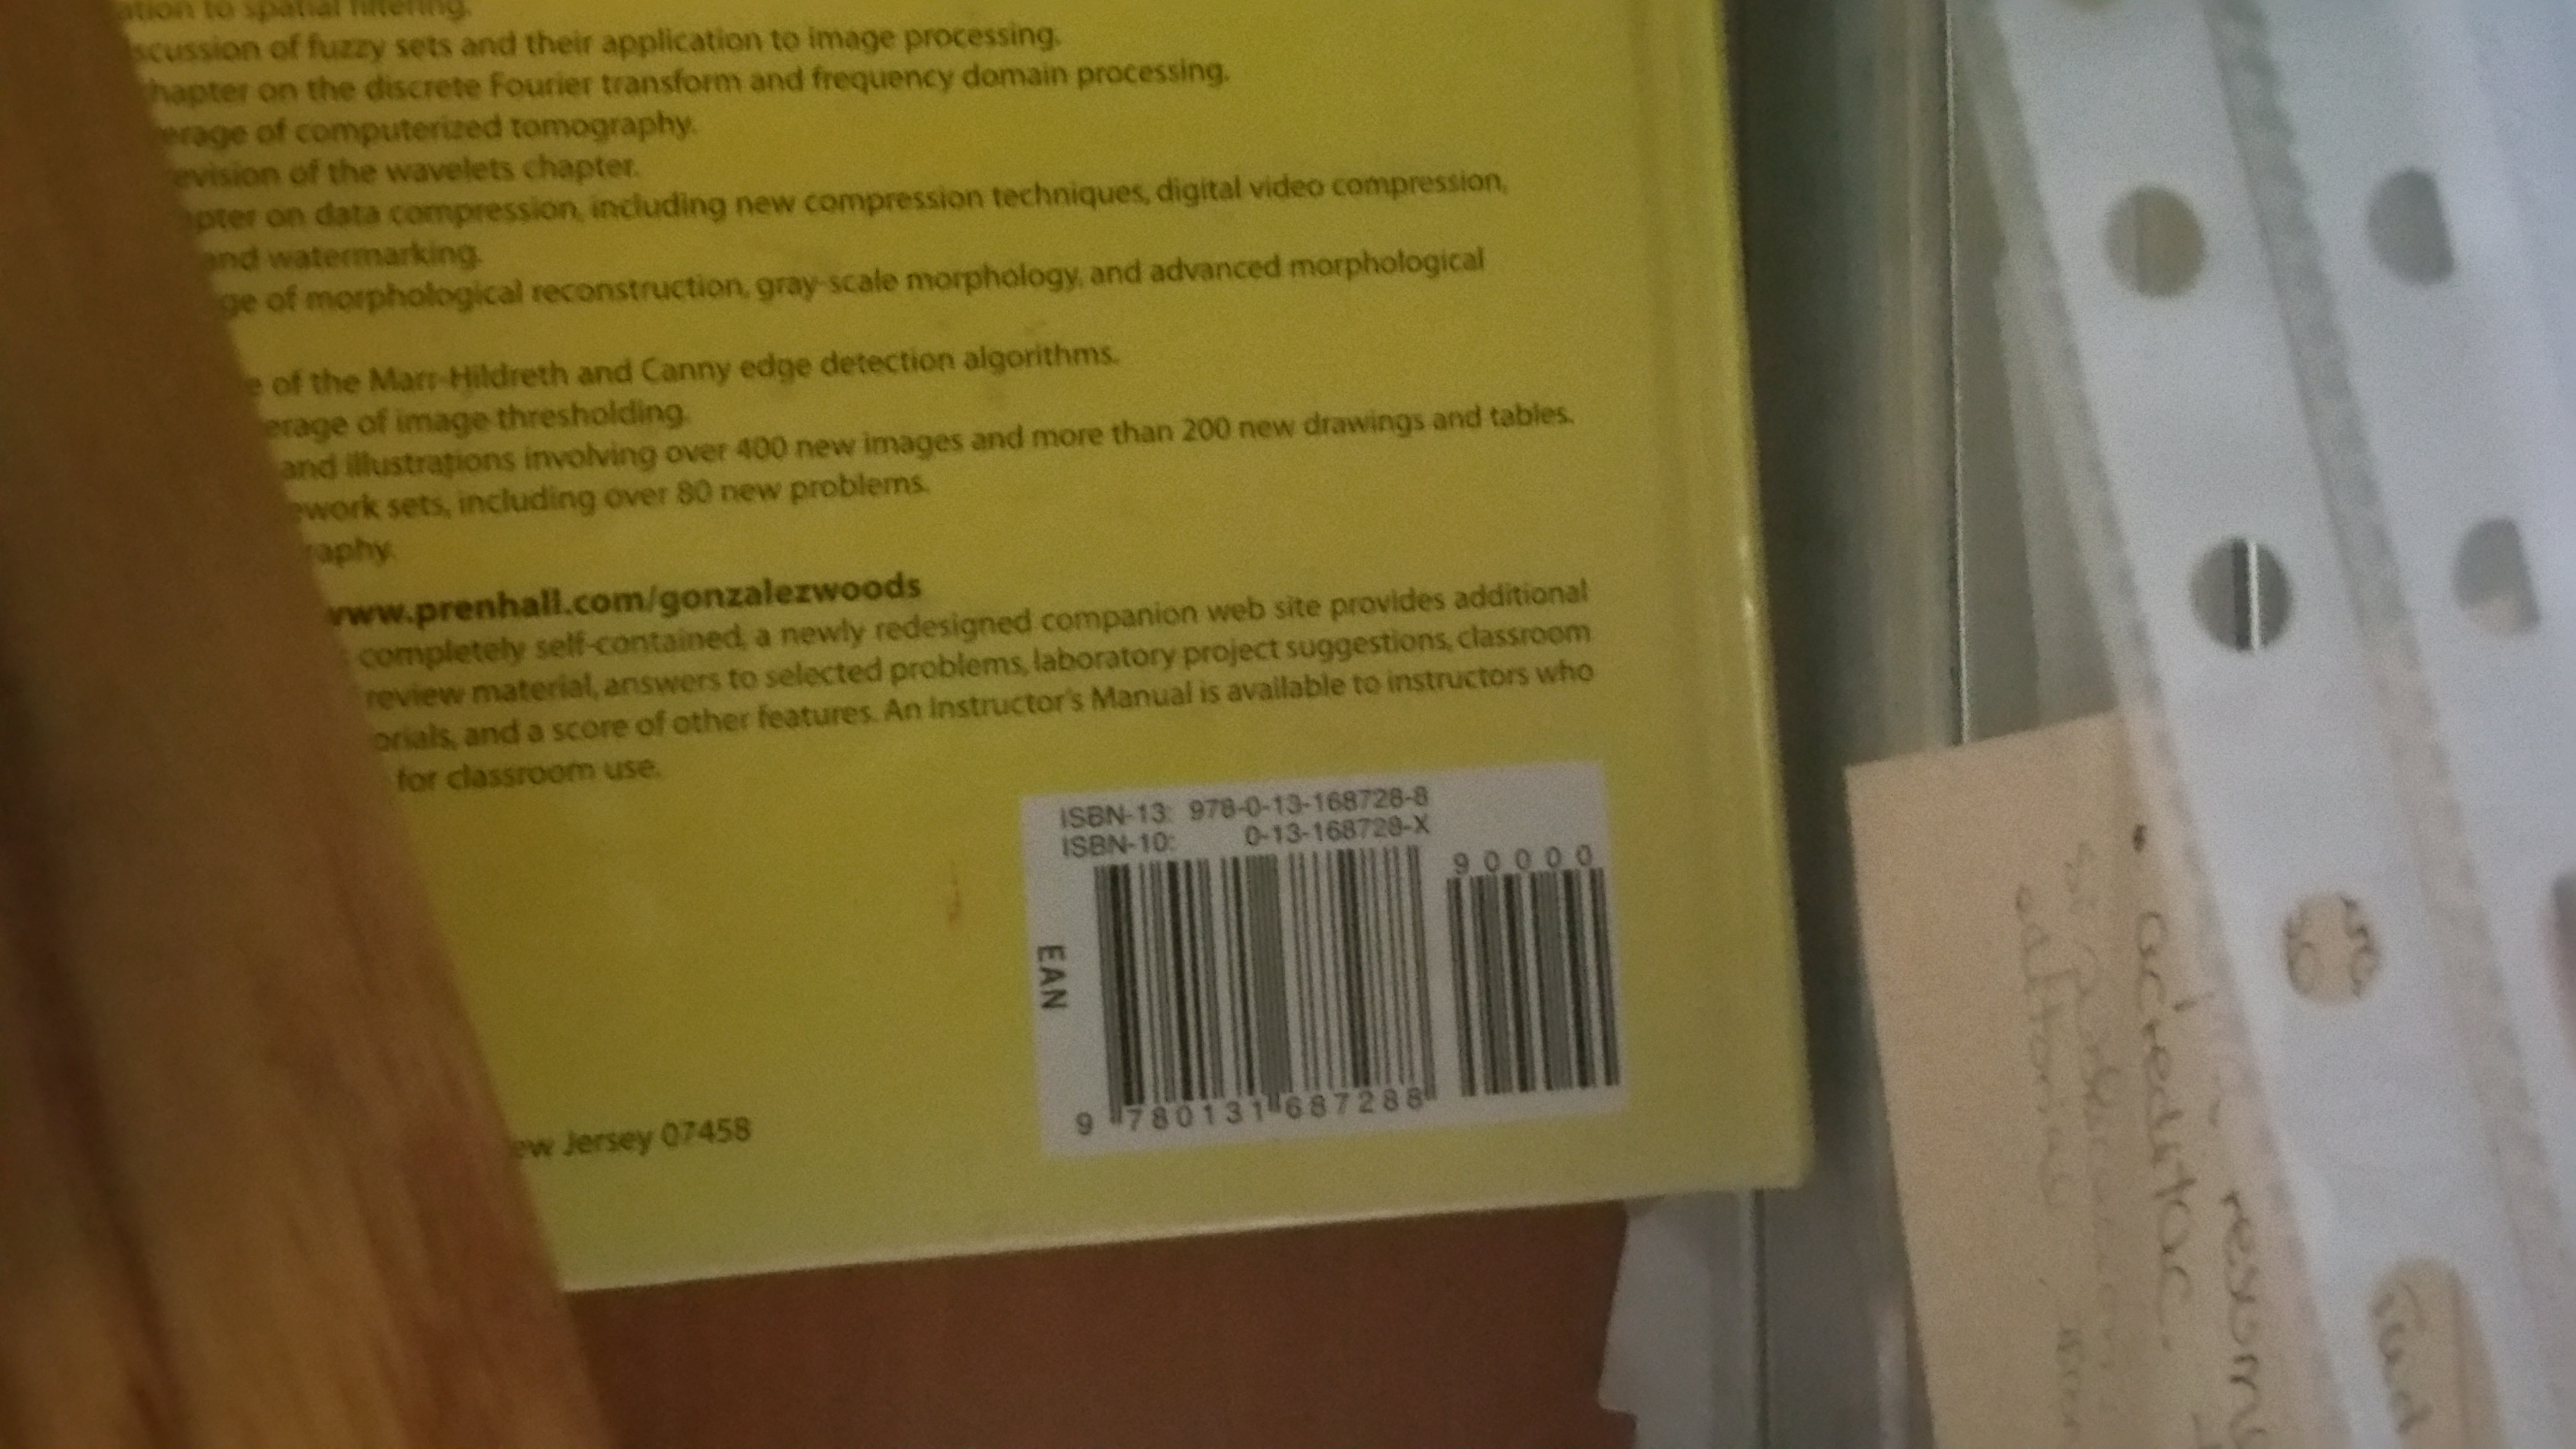 ation to spatial filtering.
scussion of fuzzy sets and their application to image processing.
hapter on the discrete Fourier transform and frequency domain processing.
erage of computerized tomography.
evision of the wavelets chapter.
pter on data compression, including new compression techniques, digital video compression,
and watermarking.
ge of morphological reconstruction, gray-scale morphology, and advanced morphological
e of the Marr-Hildreth and Canny edge detection algorithms.
erage of image thresholding.
and illustrations involving over 400 new images and more than 200 new drawings and tables.
ework sets, including over 80 new problems.
raphy.
www.prenhall.com/gonzalezwoods
completely self-contained, a newly redesigned companion web site provides additional
review material, answers to selected problems, laboratory project suggestions, classroom
orials, and a score of other features. An Instructor's Manual is available to instructors who
for classroom use.
ISBN-13: 978-0-13-168728-8
ISBN-10: 0-13-168728-X
90000
EAN
9 780131 687288
ew Jersey 07458
• acreditac